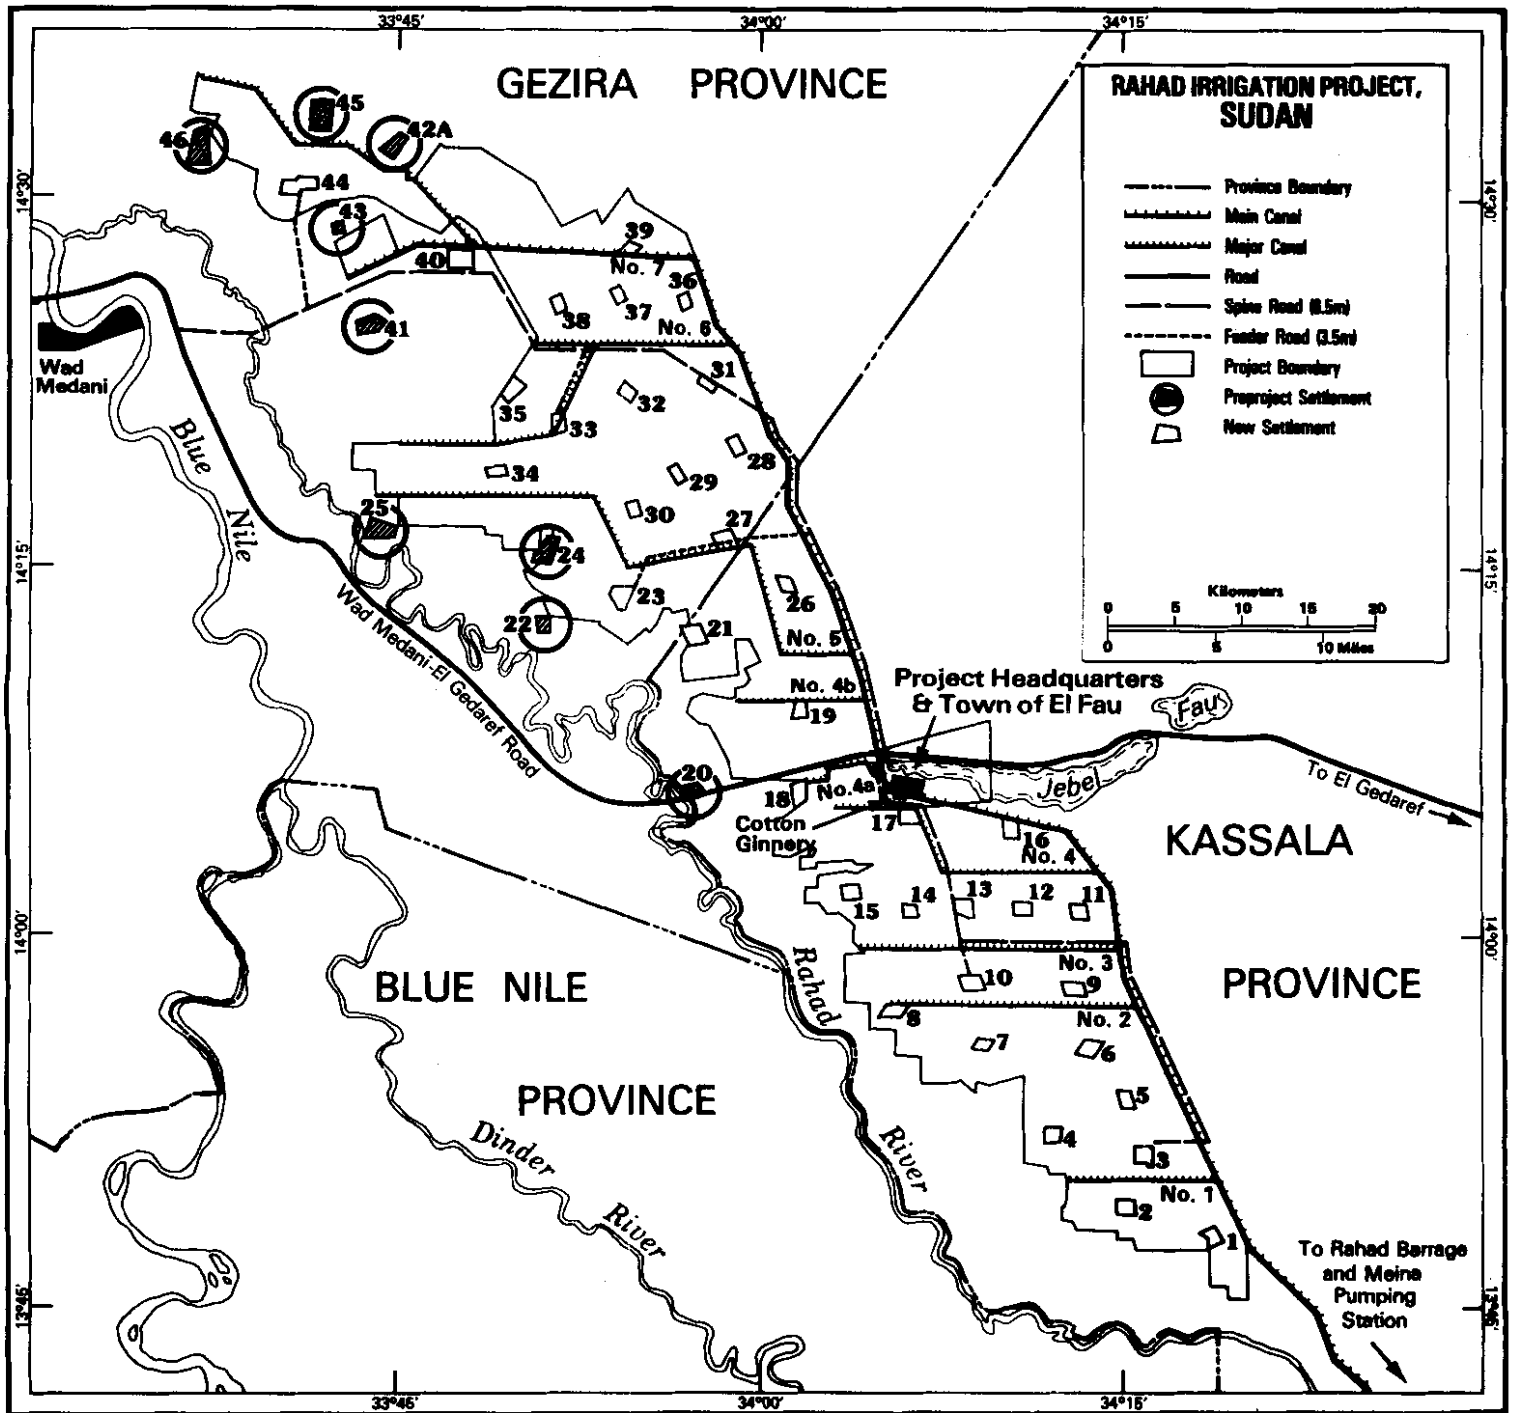 33°45'
34°00'
34°15'
GEZIRA PROVINCE
RAHAD IRRIGATION PROJECT,
SUDAN
Province Boundary
Main Canal
Major Canal
Road
Spine Road (6.5m)
Feeder Road (3.5m)
Project Boundary
Preproject Settlement
New Settlement
Kilometers
0 5 10 15 20
0 5 10 Miles
45
42A
46
44
43
14°30'
14°30'
39
40
No. 7
36
37
38
No. 6
41
Wad
Medani
31
32
35
33
28
29
34
30
Blue
Nile
25
27
24
14°15'
14°15'
26
23
22
21
No. 5
Wad Medani-El Gedaref Road
No. 4b
19
Project Headquarters
& Town of El Fau
Fau
Jebel
To El Gedaref
20
18
No.4a
17
Cotton
Ginnery
16
No. 4
KASSALA
PROVINCE
15
14
13
12
11
14°00'
14°00'
Rahad
River
No. 3
10
9
8
No. 2
BLUE NILE
PROVINCE
7
6
5
4
3
Dinder
River
No. 1
2
1
To Rahad Barrage
and Meina
Pumping
Station
13°45'
13°45'
33°45'
34°00'
34°15'